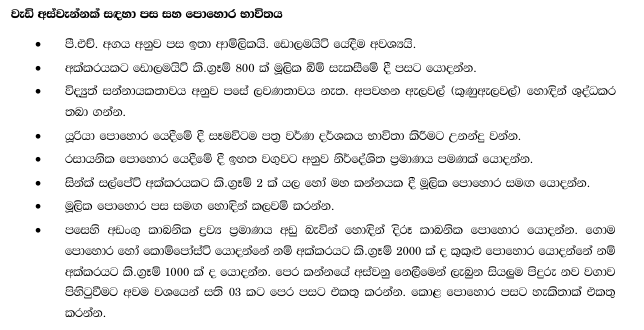 වැඩි අස්වැන්නක් සඳහා පස සහ පොහොර භාවිතය
• පී.එච්. අගය අනුව පස ඉතා ආම්ලිකයි. ඩොලමයිට් යෙදීම අවශ්‍යයි.
• අක්කරයකට ඩොලමයිට් කි.ග්‍රෑම් 800 ක් මූලික බිම් සැකසීමේ දී පසට යොදන්න.
• විද්‍යුත් සන්නායකතාවය අනුව පසේ ලවණතාවය නැත. අපවහන ඇලවල් (කුණුඇලවල්) හොඳින් ශුද්ධකර
තබා ගන්න.
• යූරියා පොහොර යෙදීමේ දී සෑමවිටම පත්‍ර වර්ණ දර්ශකය භාවිතා කිරීමට උනන්දු වන්න.
• රසායනික පොහොර යෙදීමේ දී ඉහත වගුවට අනුව නිර්දේශිත ප්‍රමාණය පමණක් යොදන්න.
• සින්ක් සල්පේට් අක්කරයකට කි.ග්‍රෑම් 2 ක් යල හෝ මහ කන්නයක දී මූලික පොහොර සමඟ යොදන්න.
• මූලික පොහොර පස සමඟ හොඳින් කලවම් කරන්න.
• පසෙහි අඩංගු කාබනික ද්‍රව්‍ය ප්‍රමාණය අඩු බැවින් හොඳින් දිරූ කාබනික පොහොර යොදන්න. ගොම
පොහොර හෝ කොම්පෝස්ට් යොදන්නේ නම් අක්කරයට කි.ග්‍රෑම් 2000 ක් ද කුකුළු පොහොර යොදන්නේ නම්
අක්කරයට කි.ග්‍රෑම් 1000 ක් ද යොදන්න. පෙර කන්නයේ අස්වනු නෙලීමෙන් ලැබුන සියලුම පිදුරු නව වගාව
පිහිටුවීමට අවම වශයෙන් සති 03 කට පෙර පසට එකතු කරන්න. කොළ පොහොර පසට හැකිතාක් එකතු
කරන්න.